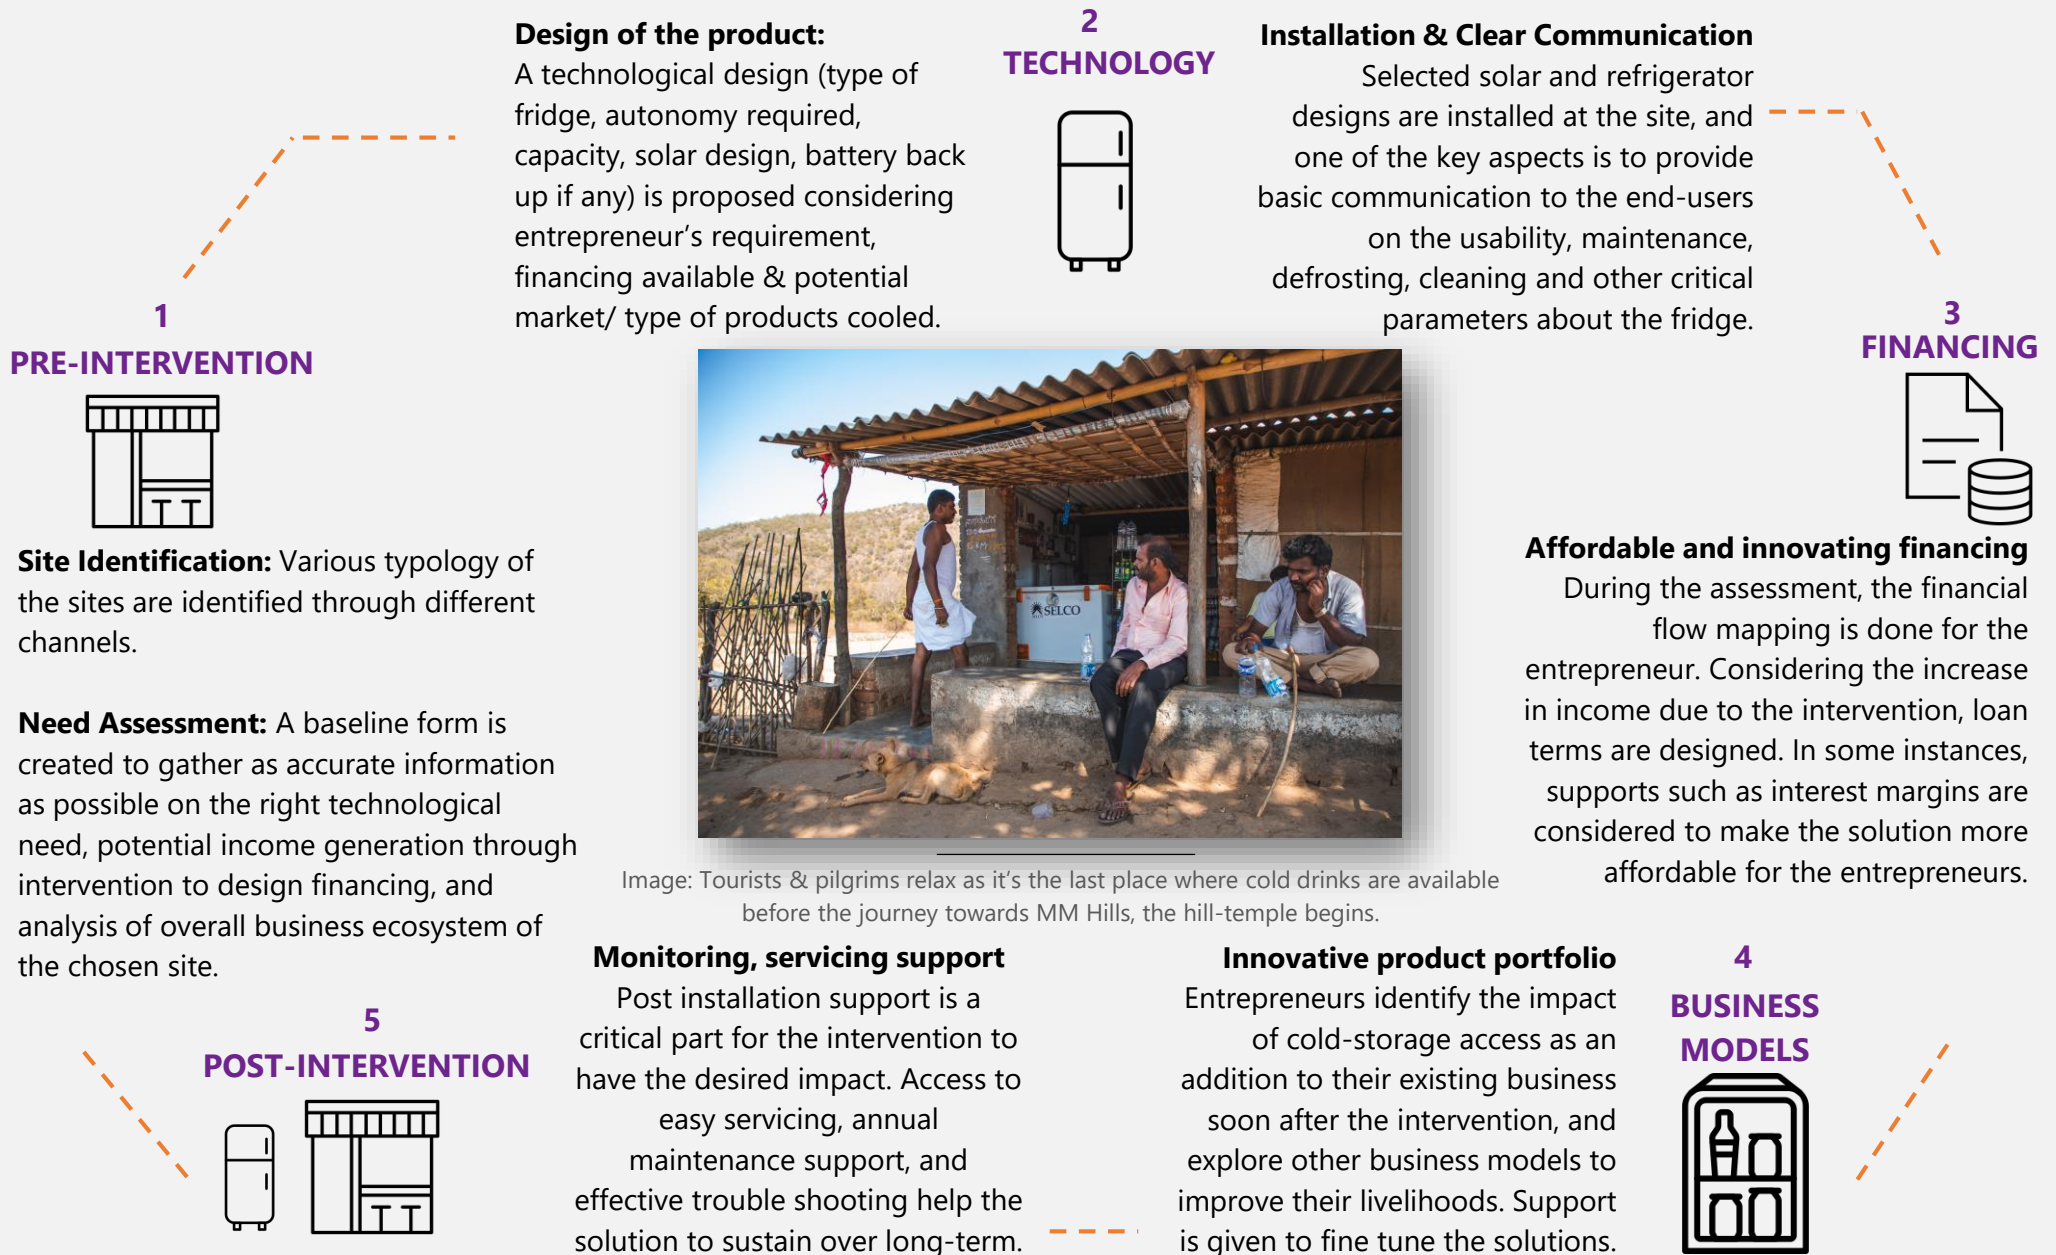 1
PRE-INTERVENTION
Site Identification: Various typology of
the sites are identified through different
channels.
Need Assessment: A baseline form is
created to gather as accurate information
as possible on the right technological
need, potential income generation through
intervention to design financing, and
analysis of overall business ecosystem of
the chosen site.
2
TECHNOLOGY
Design of the product:
A technological design (type of
fridge, autonomy required,
capacity, solar design, battery back
up if any) is proposed considering
entrepreneur’s requirement,
financing available & potential
market/ type of products cooled.
Installation & Clear Communication
Selected solar and refrigerator
designs are installed at the site, and
one of the key aspects is to provide
basic communication to the end-users
on the usability, maintenance,
defrosting, cleaning and other critical
parameters about the fridge.
3
FINANCING
Affordable and innovating financing
During the assessment, the financial
flow mapping is done for the
entrepreneur. Considering the increase
in income due to the intervention, loan
terms are designed. In some instances,
supports such as interest margins are
considered to make the solution more
affordable for the entrepreneurs.
SELCO
Image: Tourists & pilgrims relax as it’s the last place where cold drinks are available
before the journey towards MM Hills, the hill-temple begins.
4
BUSINESS
MODELS
Innovative product portfolio
Entrepreneurs identify the impact
of cold-storage access as an
addition to their existing business
soon after the intervention, and
explore other business models to
improve their livelihoods. Support
is given to fine tune the solutions.
5
POST-INTERVENTION
Monitoring, servicing support
Post installation support is a
critical part for the intervention to
have the desired impact. Access to
easy servicing, annual
maintenance support, and
effective trouble shooting help the
solution to sustain over long-term.